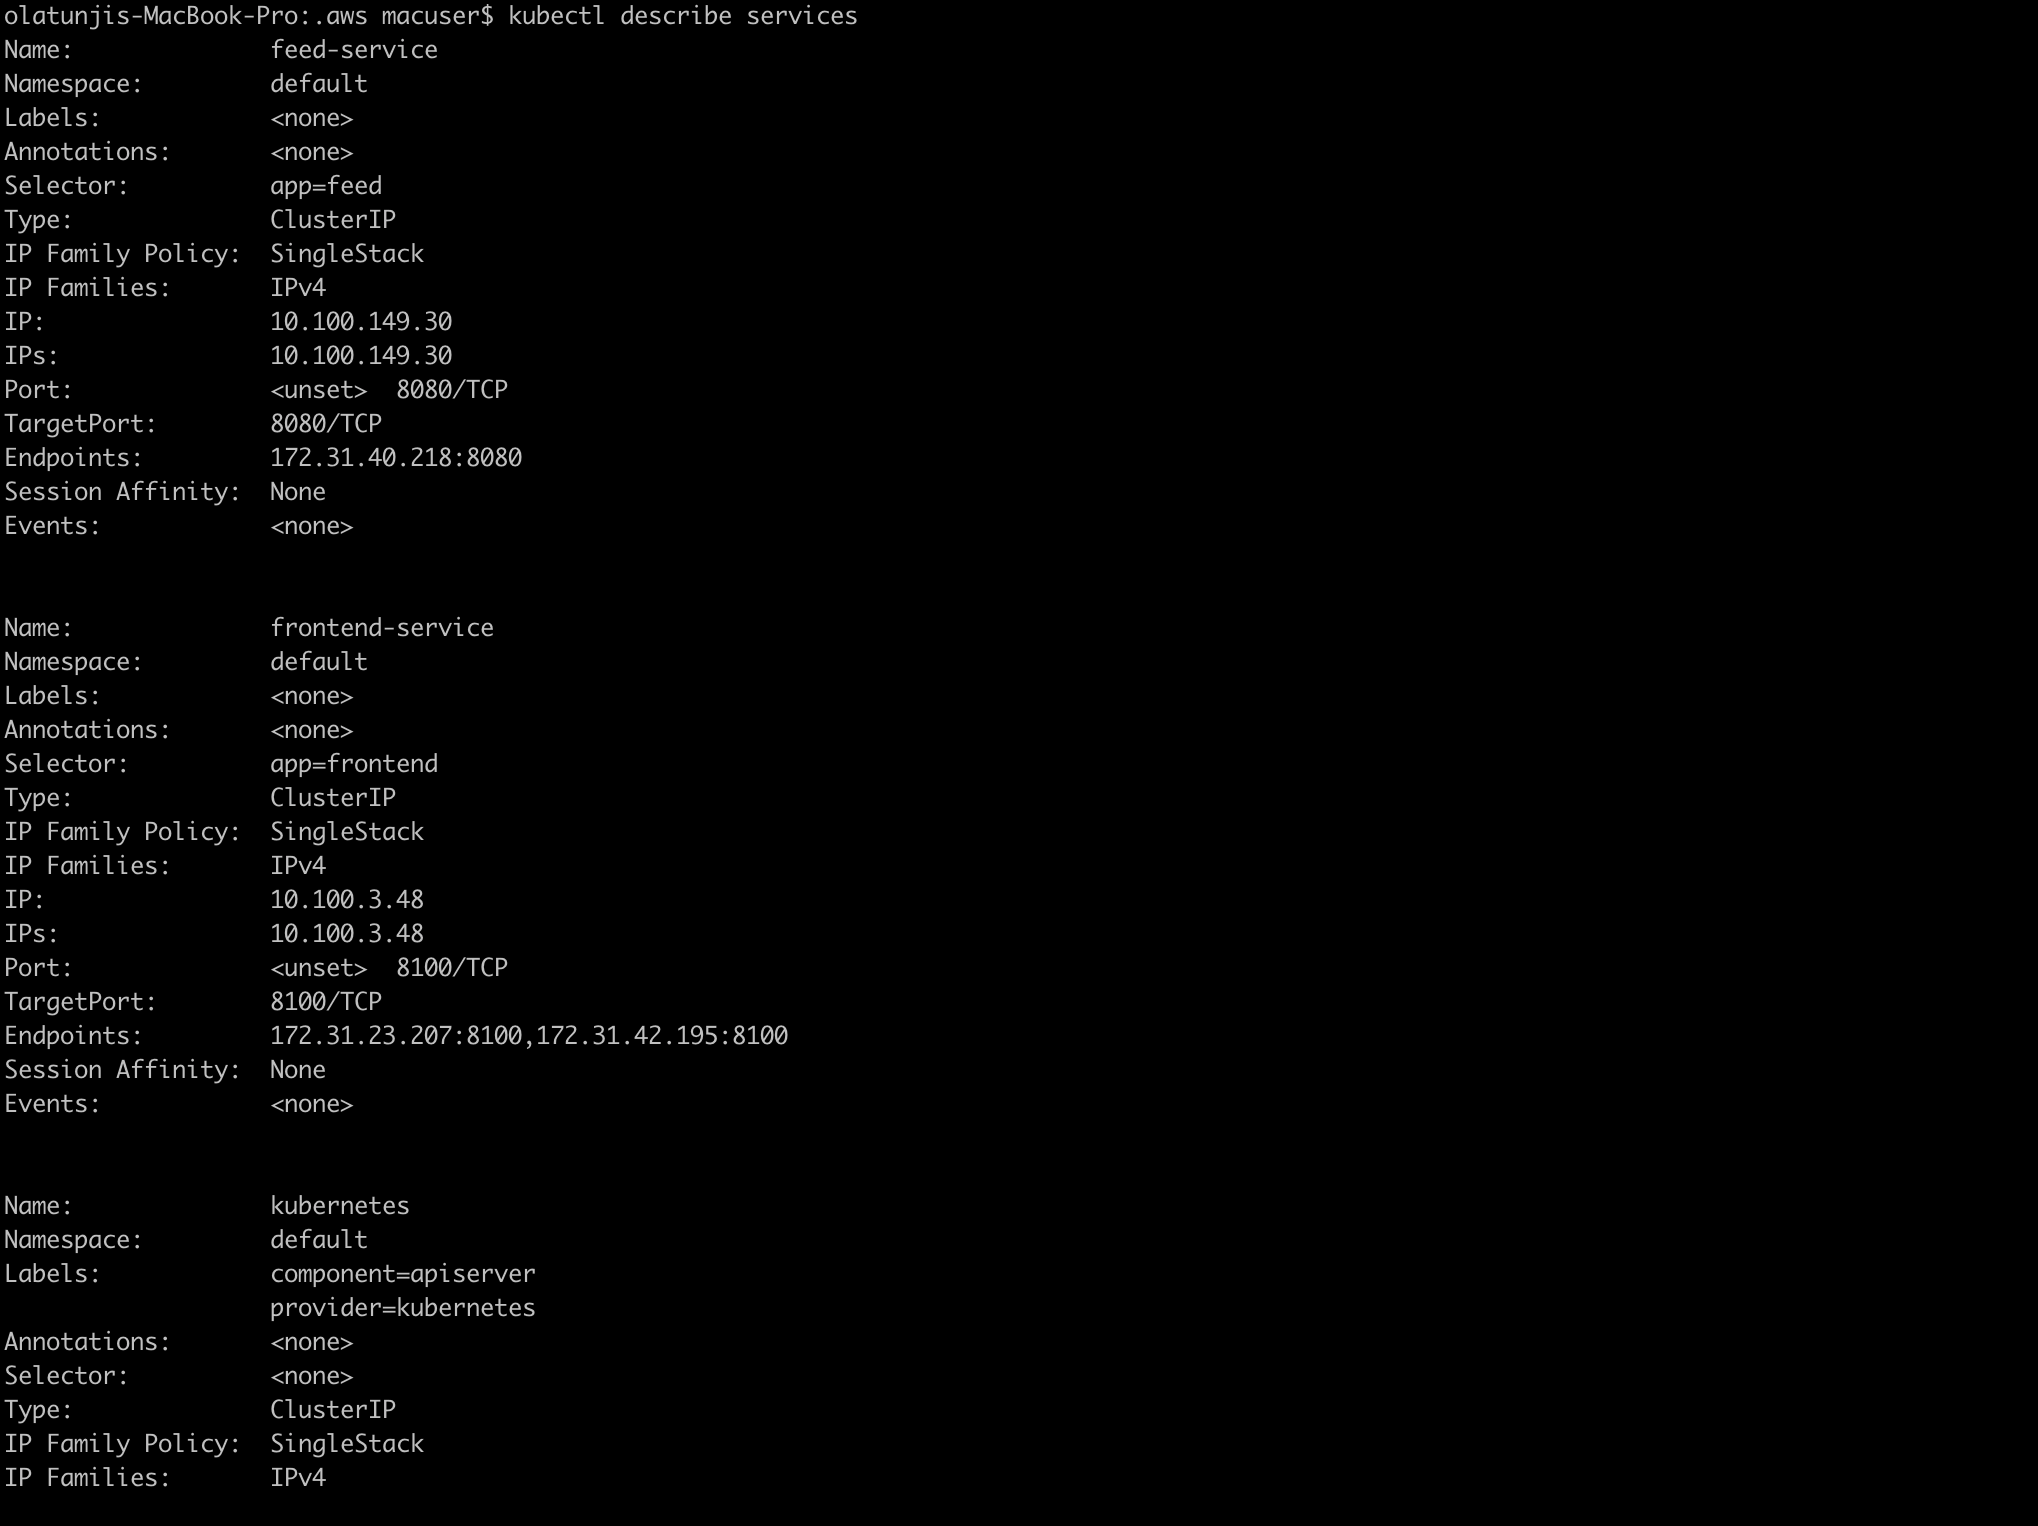 olatunjis-MacBook-Pro:.aws macuser$ kubectl describe services
Name:              feed-service
Namespace:         default
Labels:            <none>
Annotations:       <none>
Selector:          app=feed
Type:              ClusterIP
IP Family Policy:  SingleStack
IP Families:       IPv4
IP:                10.100.149.30
IPs:               10.100.149.30
Port:              <unset>  8080/TCP
TargetPort:        8080/TCP
Endpoints:         172.31.40.218:8080
Session Affinity:  None
Events:            <none>
Name:              frontend-service
Namespace:         default
Labels:            <none>
Annotations:       <none>
Selector:          app=frontend
Type:              ClusterIP
IP Family Policy:  SingleStack
IP Families:       IPv4
IP:                10.100.3.48
IPs:               10.100.3.48
Port:              <unset>  8100/TCP
TargetPort:        8100/TCP
Endpoints:         172.31.23.207:8100,172.31.42.195:8100
Session Affinity:  None
Events:            <none>
Name:              kubernetes
Namespace:         default
Labels:            component=apiserver
                   provider=kubernetes
Annotations:       <none>
Selector:          <none>
Type:              ClusterIP
IP Family Policy:  SingleStack
IP Families:       IPv4